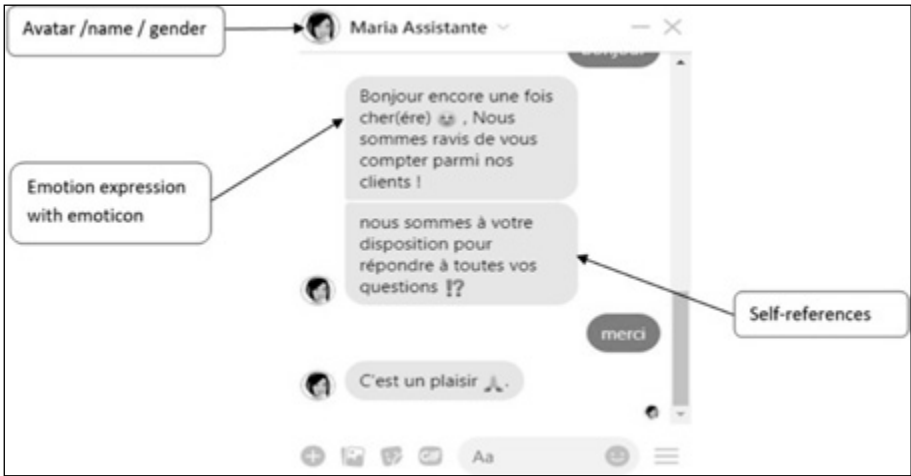 Avatar /name / gender
Maria Assistante
Bonjour encore une fois
cher(ére) , Nous
sommes ravis de vous
compter parmi nos
clients !
Emotion expression
with emoticon
nous sommes à votre
disposition pour
répondre à toutes vos
questions ⁉
Self-references
merci
C'est un plaisir 🙏.
GIF
Aa